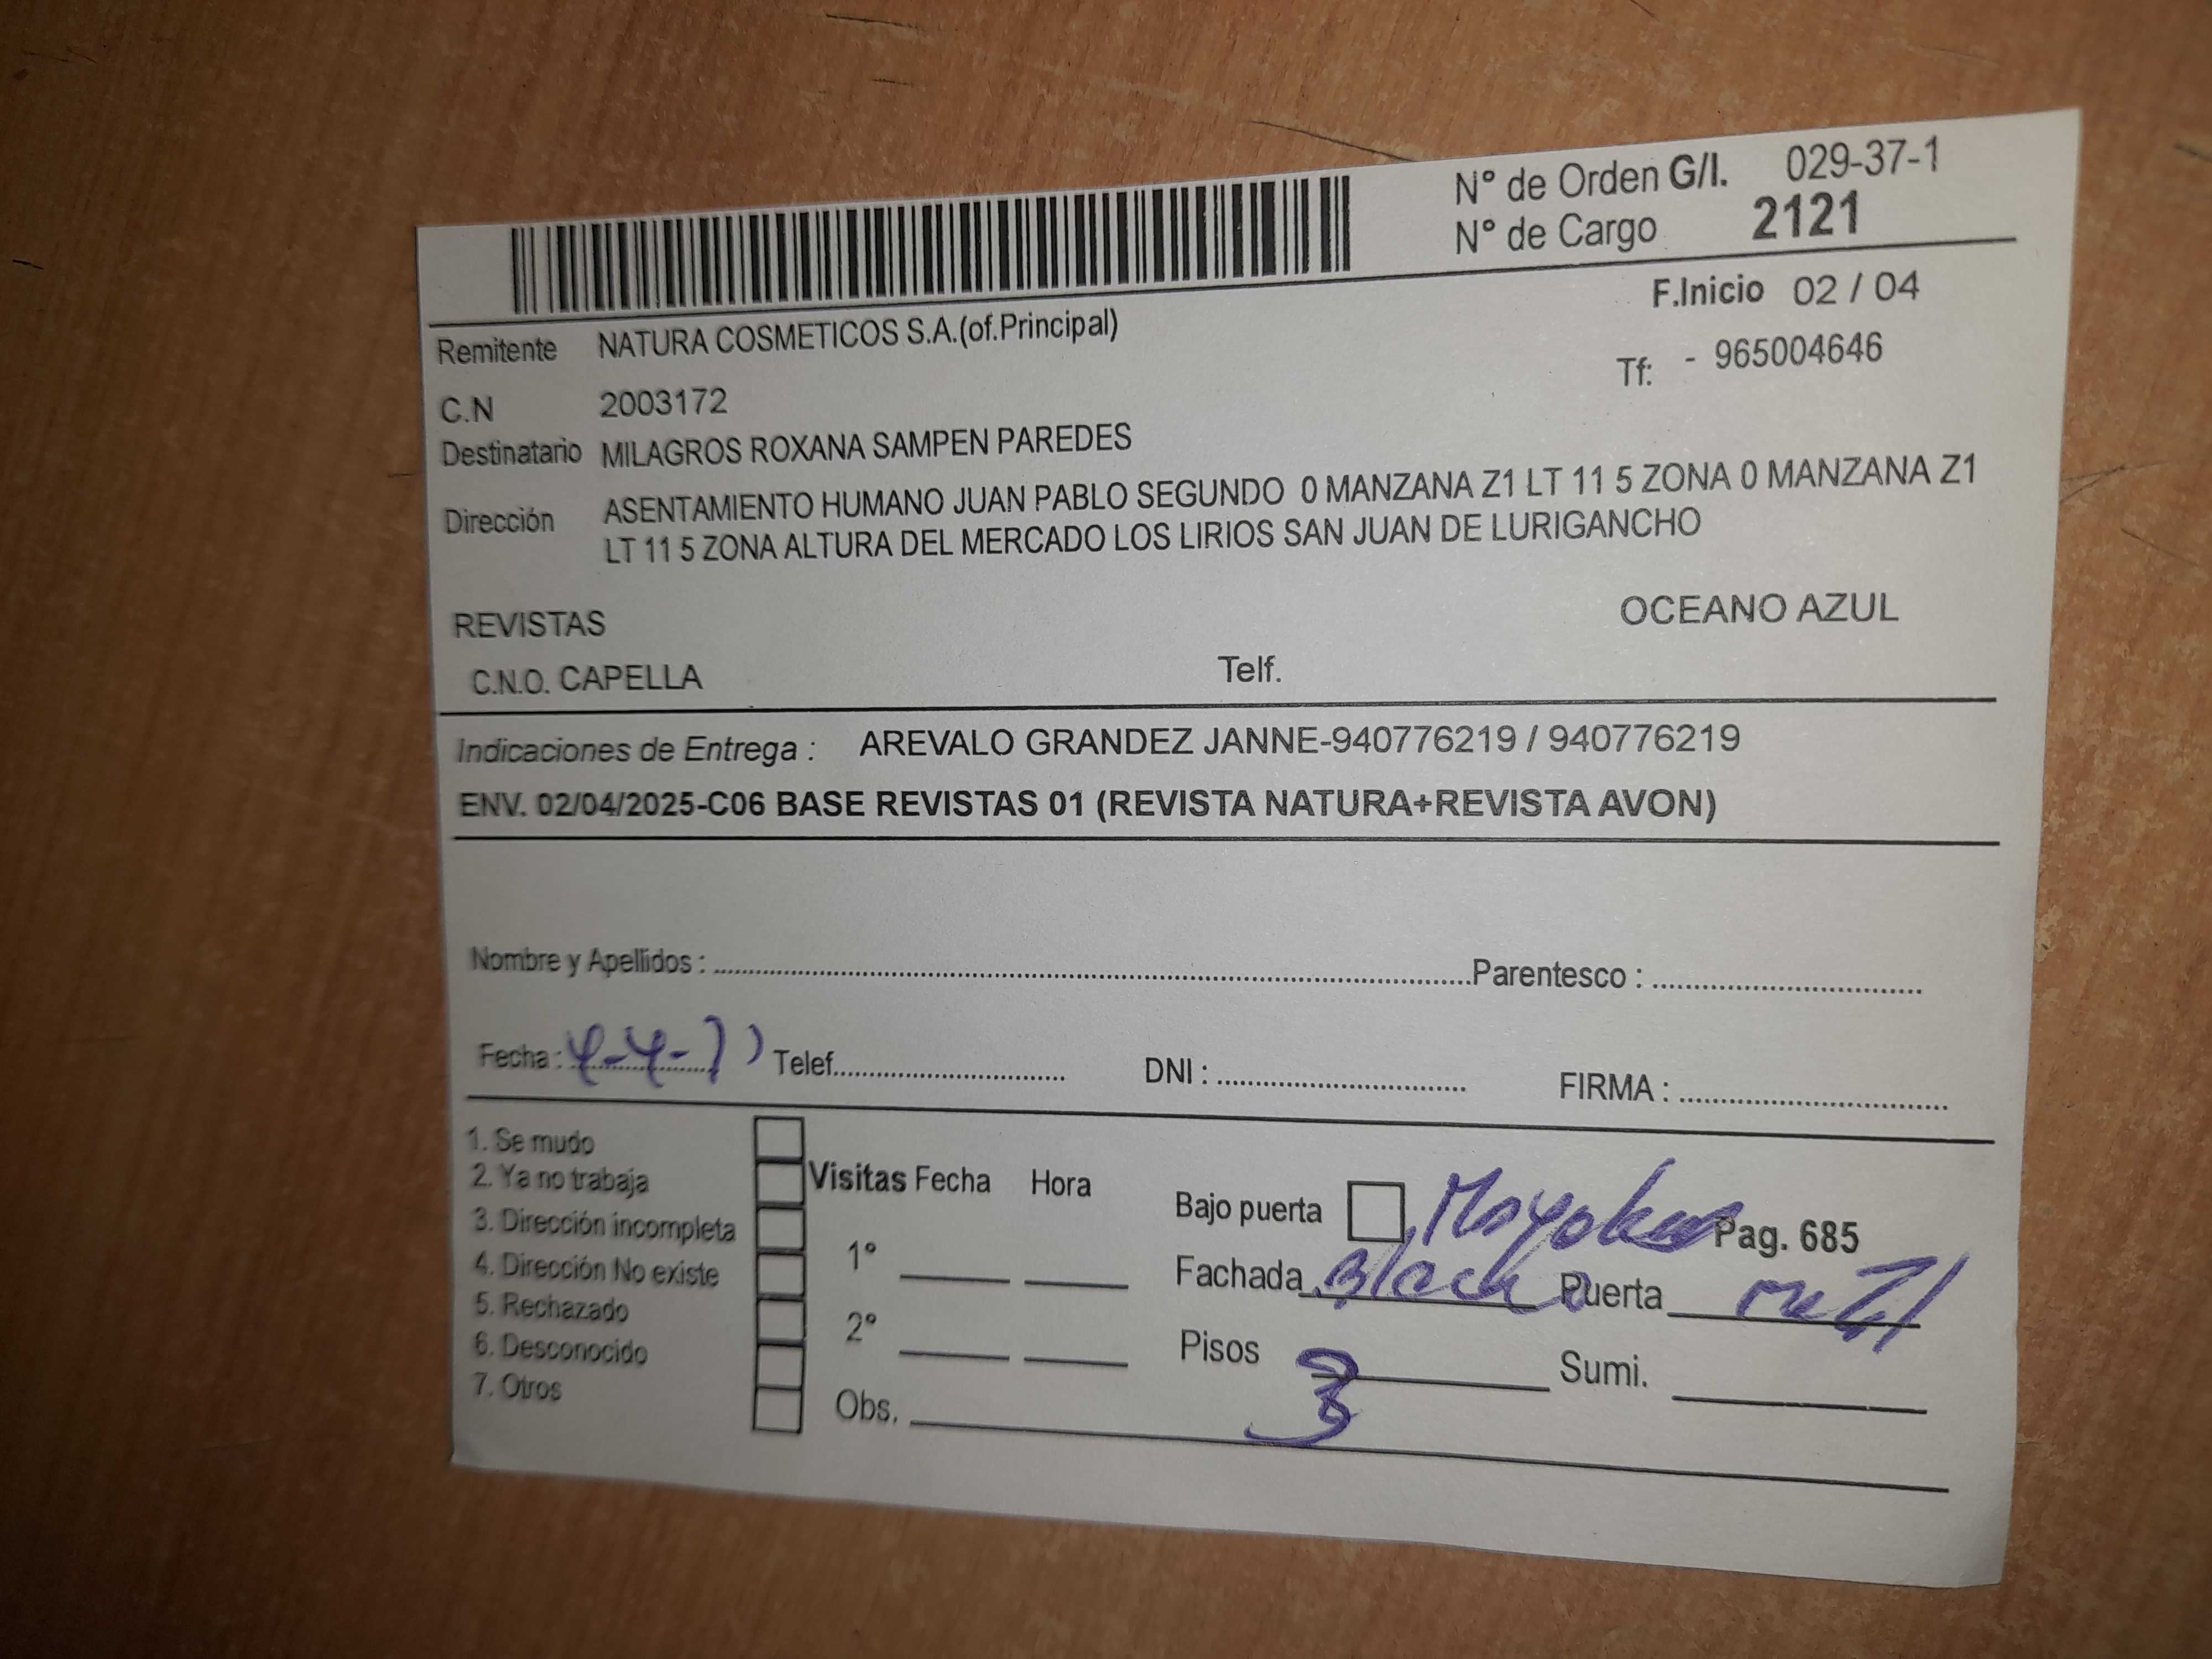 N° de Orden G/I. 029-37-1
N° de Cargo 2121
F.Inicio 02 / 04
Remitente NATURA COSMETICOS S.A.(of.Principal)
Tf: - 965004646
C.N 2003172
Destinatario MILAGROS ROXANA SAMPEN PAREDES
Dirección ASENTAMIENTO HUMANO JUAN PABLO SEGUNDO 0 MANZANA Z1 LT 11 5 ZONA 0 MANZANA Z1
LT 11 5 ZONA ALTURA DEL MERCADO LOS LIRIOS SAN JUAN DE LURIGANCHO
REVISTAS OCEANO AZUL
C.N.O. CAPELLA Telf.
Indicaciones de Entrega : AREVALO GRANDEZ JANNE-940776219 / 940776219
ENV. 02/04/2025-C06 BASE REVISTAS 01 (REVISTA NATURA+REVISTA AVON)
Nombre y Apellidos : Parentesco :
Fecha : Telef. DNI : FIRMA :
1. Se mudo
2. Ya no trabaja
3. Dirección incompleta
4. Dirección No existe
5. Rechazado
6. Desconocido
7. Otros
Visitas Fecha Hora
1°
2°
Obs.
Bajo puerta Pag. 685
Fachada Puerta
Pisos 3 Sumi.